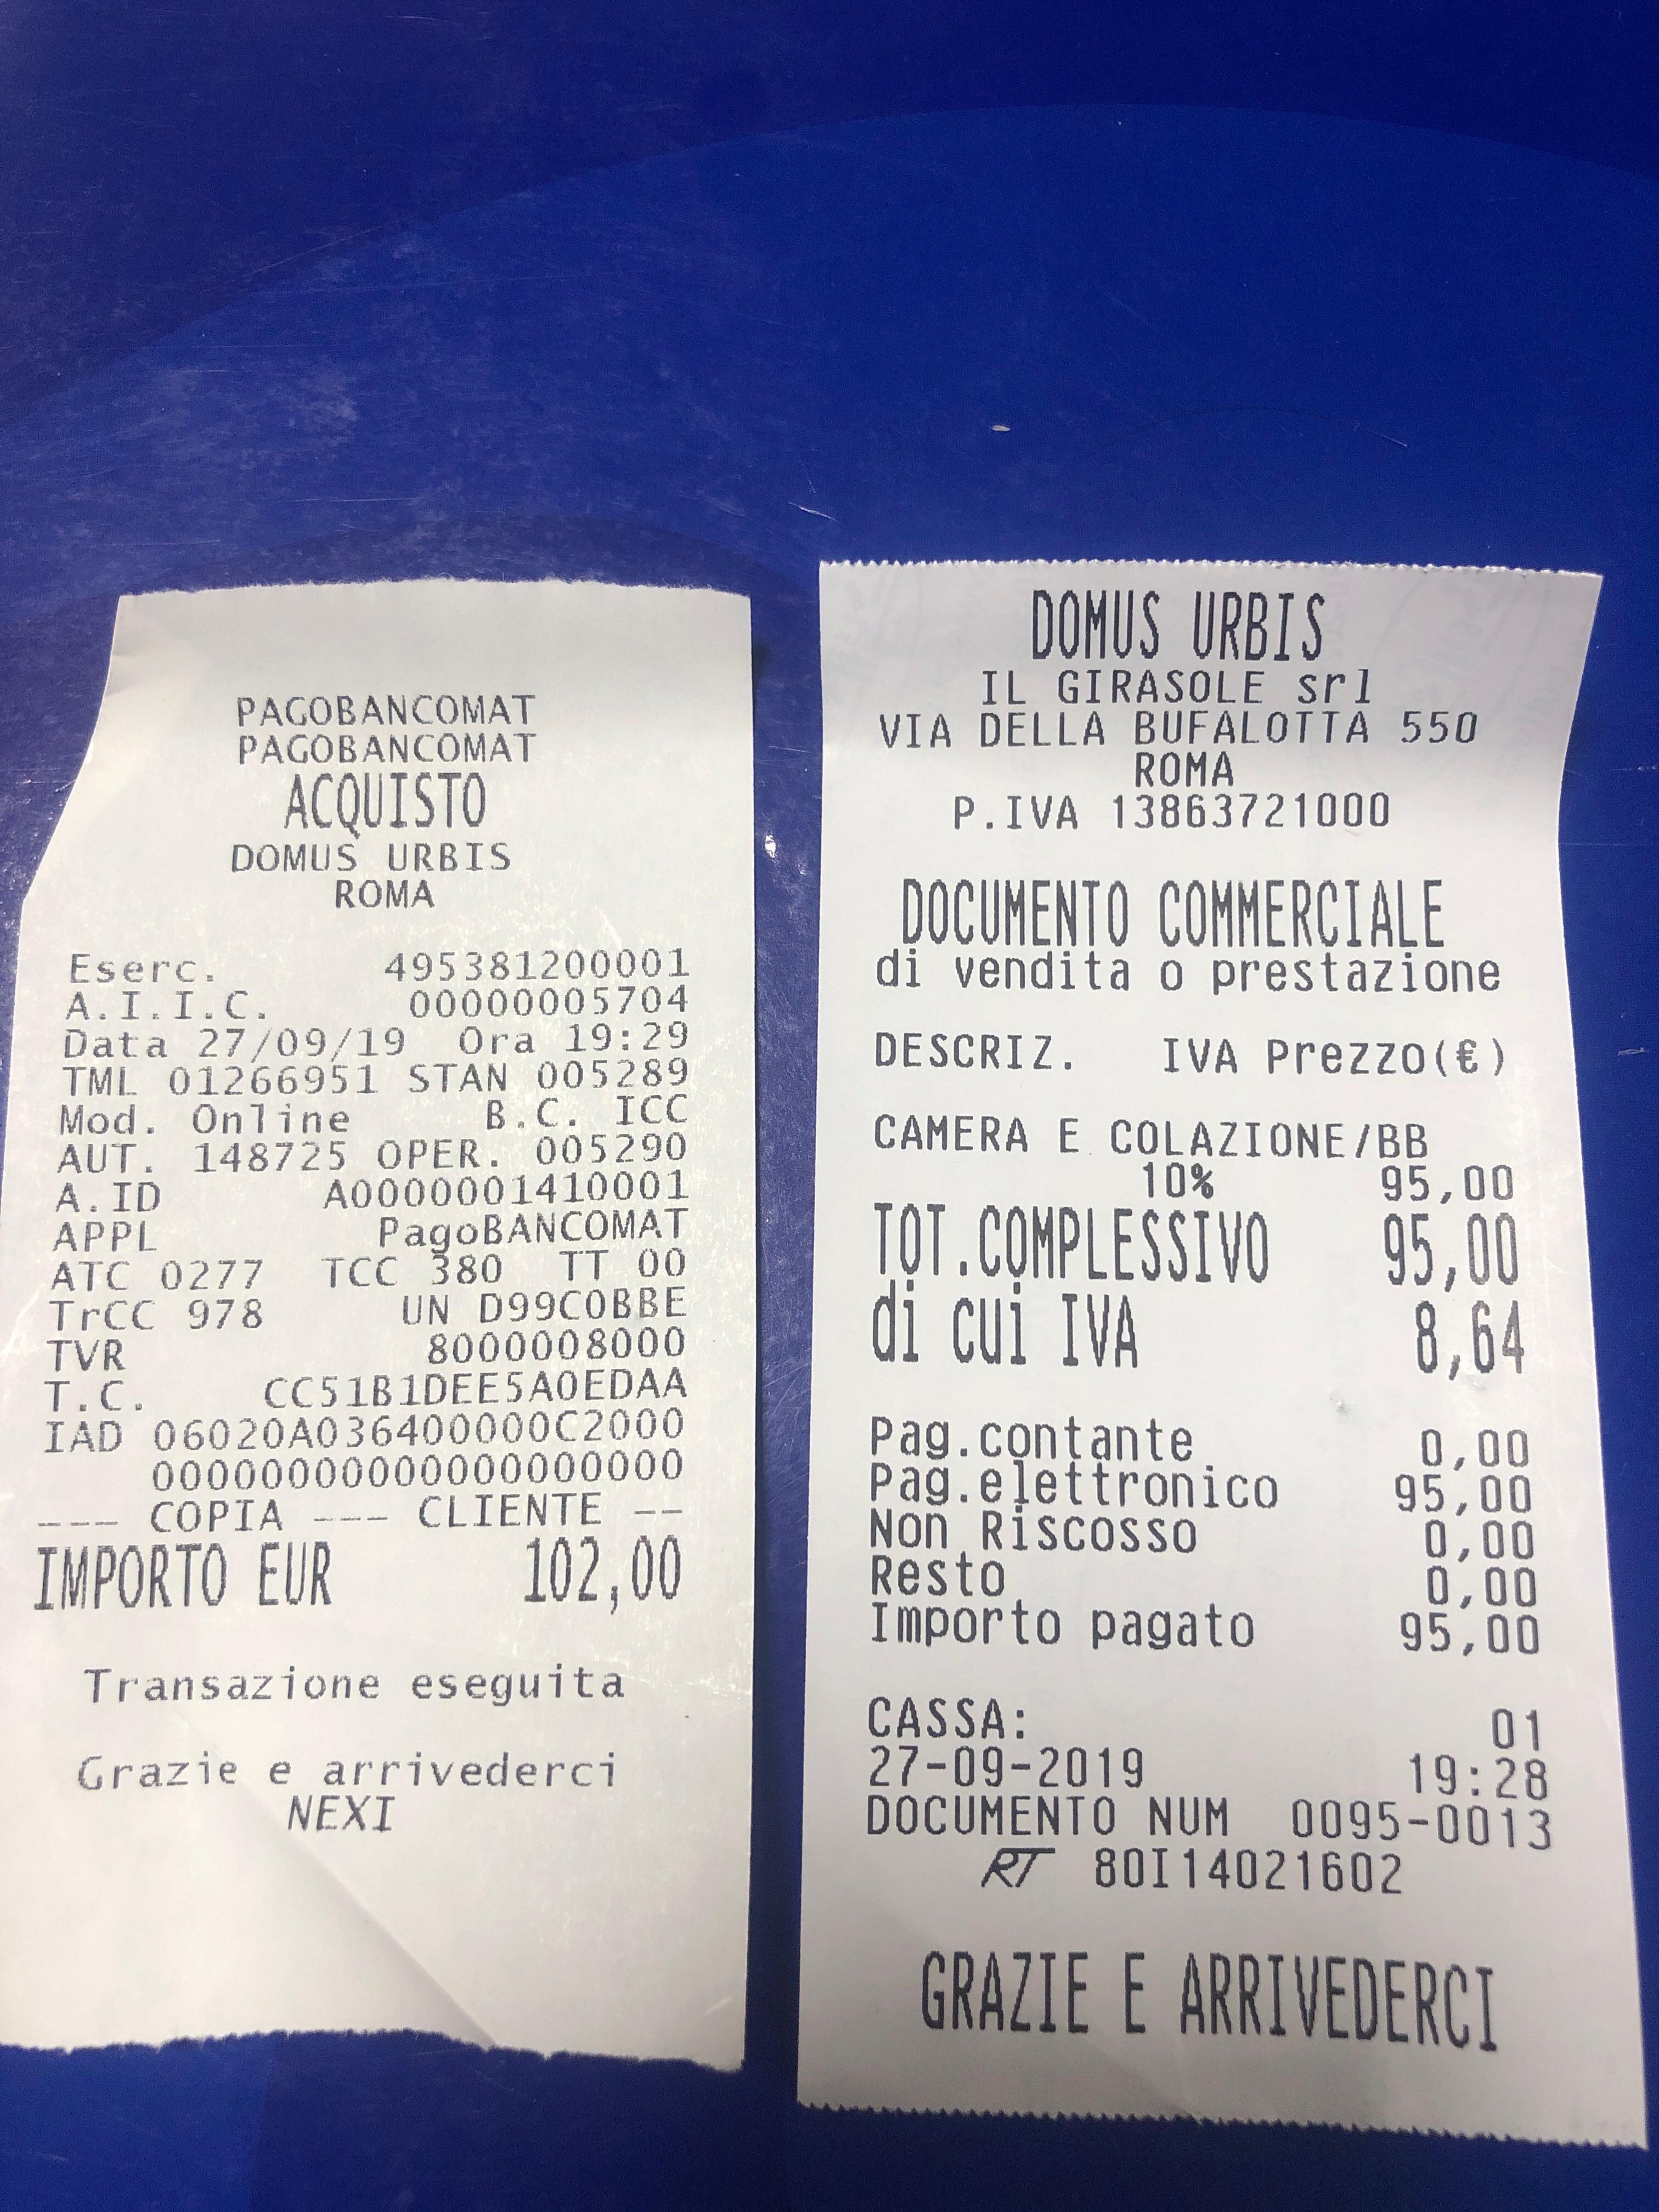 PAGOBANCOMAT
PAGOBANCOMAT
ACQUISTO
DOMUS URBIS
ROMA
Eserc. 495381200001
A.I.I.C. 00000005704
Data 27/09/19 Ora 19:29
TML 01266951 STAN 005289
Mod. Online B.C. ICC
AUT. 148725 OPER. 005290
A.ID A0000001410001
APPL PagoBANCOMAT
ATC 0277 TCC 380 TT 00
TrCC 978 UN D99C0BBE
TVR 8000008000
T.C. CC51B1DEE5A0EDAA
IAD 06020A036400000C2000
00000000000000000000
--- COPIA --- CLIENTE --
IMPORTO EUR 102,00
Transazione eseguita
Grazie e arrivederci
NEXI
DOMUS URBIS
IL GIRASOLE srl
VIA DELLA BUFALOTTA 550
ROMA
P.IVA 13863721000
DOCUMENTO COMMERCIALE
di vendita o prestazione
DESCRIZ. IVA Prezzo(€)
CAMERA E COLAZIONE/BB
10% 95,00
TOT.COMPLESSIVO 95,00
di cui IVA 8,64
Pag.contante 0,00
Pag.elettronico 95,00
Non Riscosso 0,00
Resto 0,00
Importo pagato 95,00
CASSA: 01
27-09-2019 19:28
DOCUMENTO NUM 0095-0013
RT 80I14021602
GRAZIE E ARRIVEDERCI